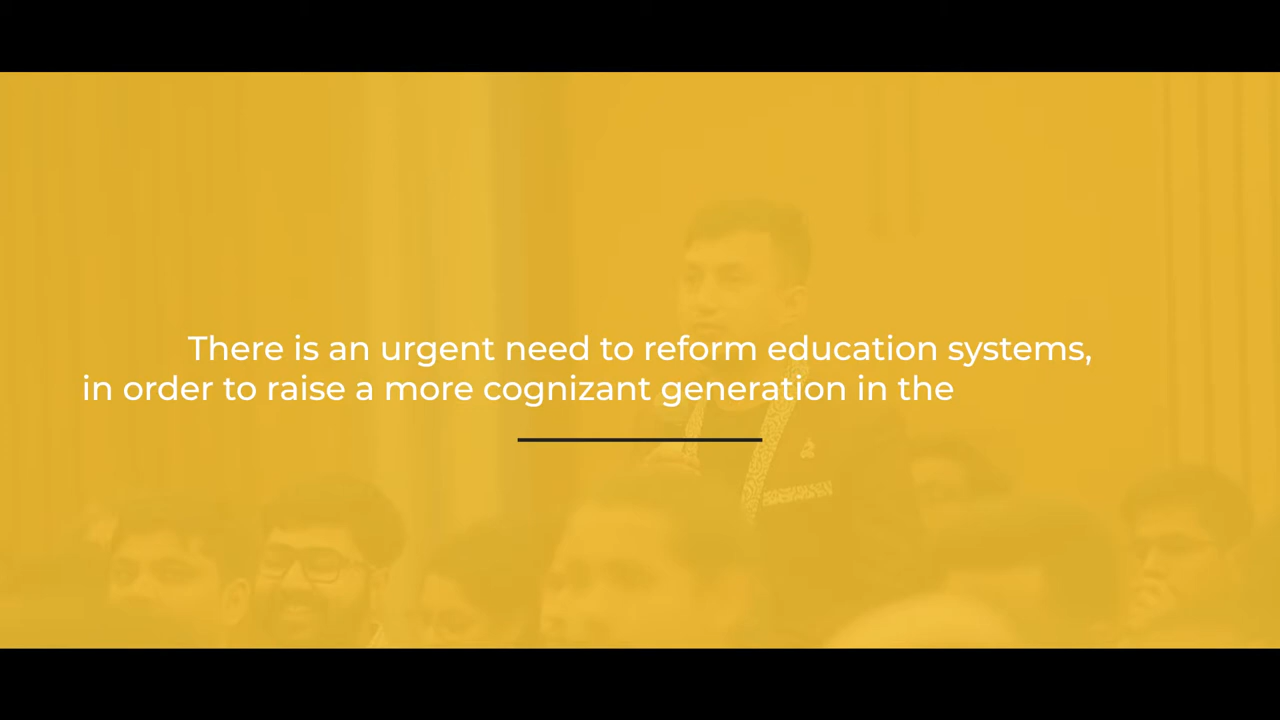 There is an urgent need to reform education systems,
in order to raise a more cognizant generation in the